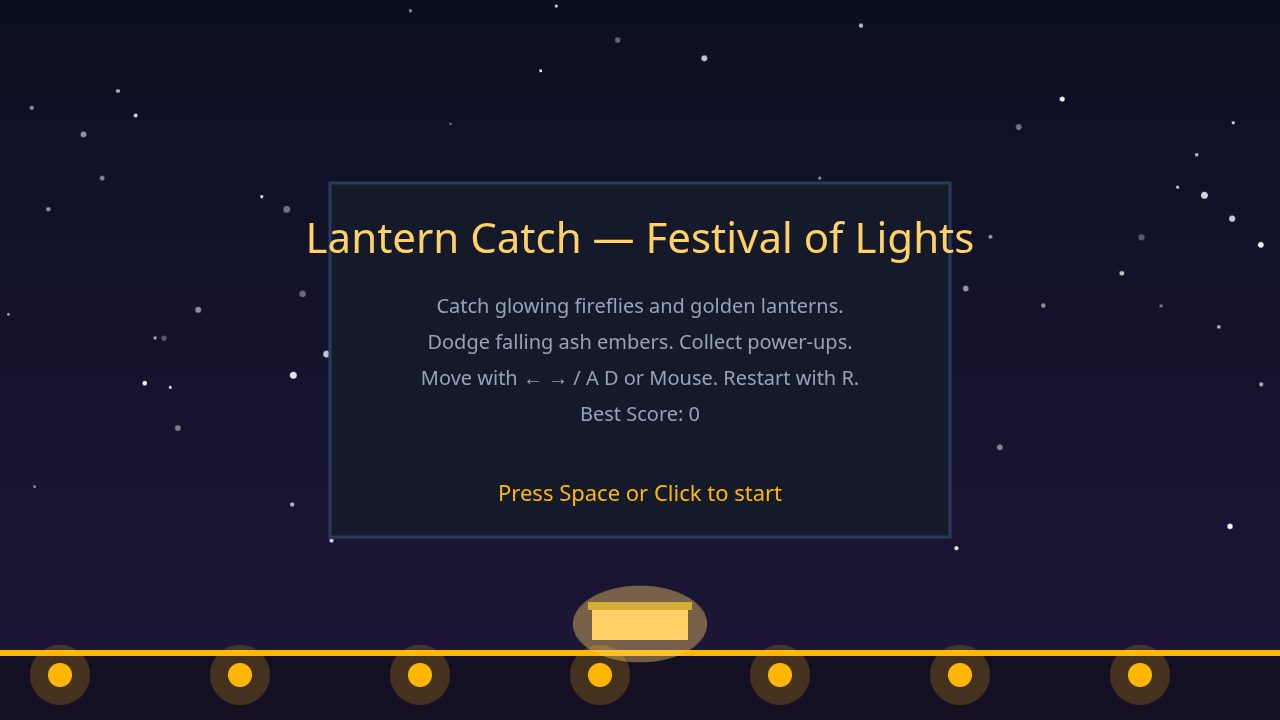 Lantern Catch — Festival of Lights
Catch glowing fireflies and golden lanterns.
Dodge falling ash embers. Collect power-ups.
Move with ← → / A D or Mouse. Restart with R.
Best Score: 0
Press Space or Click to start